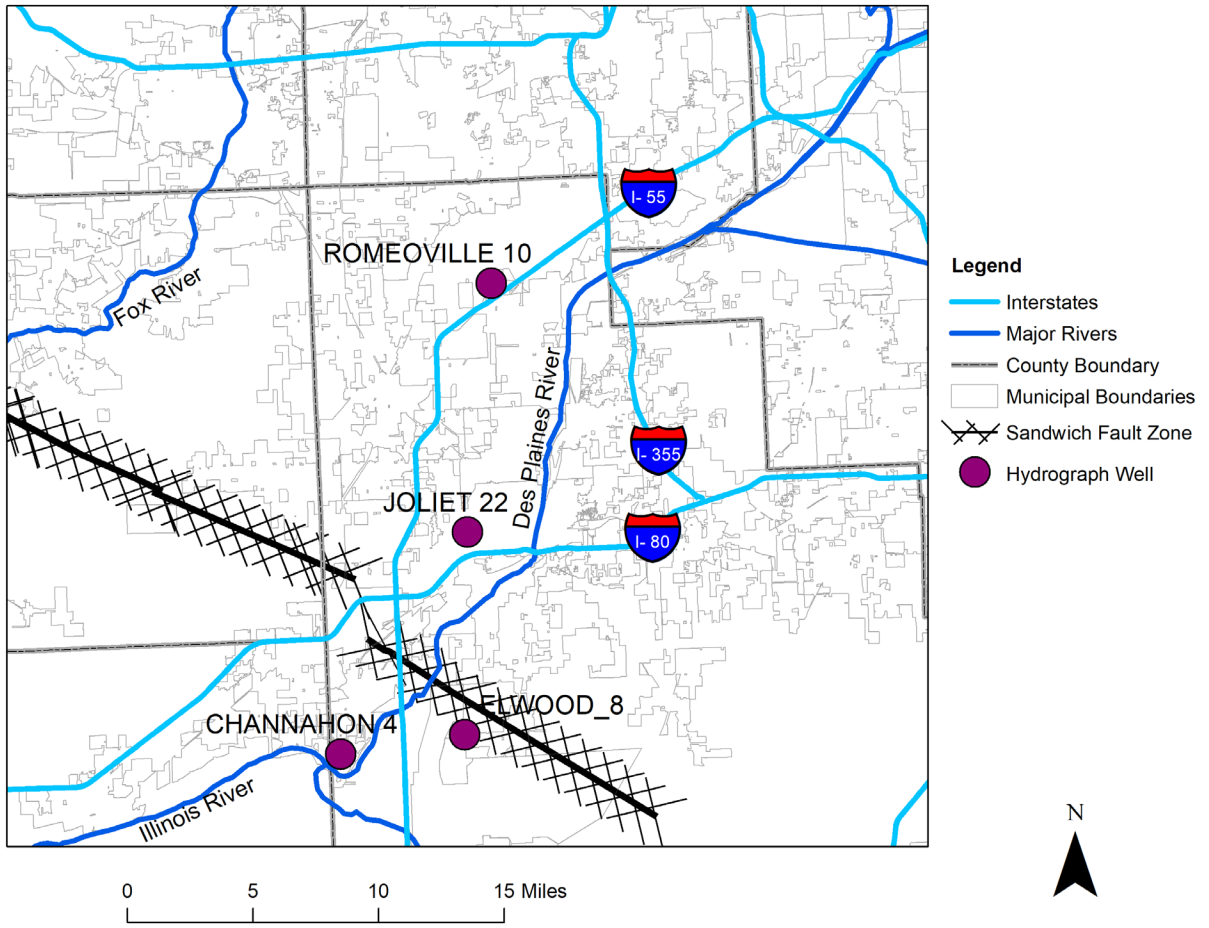 I- 55
ROMEOVILLE 10
Fox River
Legend
Interstates
Major Rivers
County Boundary
Municipal Boundaries
Sandwich Fault Zone
Hydrograph Well
Des Plaines River
I- 355
JOLIET 22
I- 80
ELWOOD_8
CHANNAHON 4
Illinois River
N
0 5 10 15 Miles